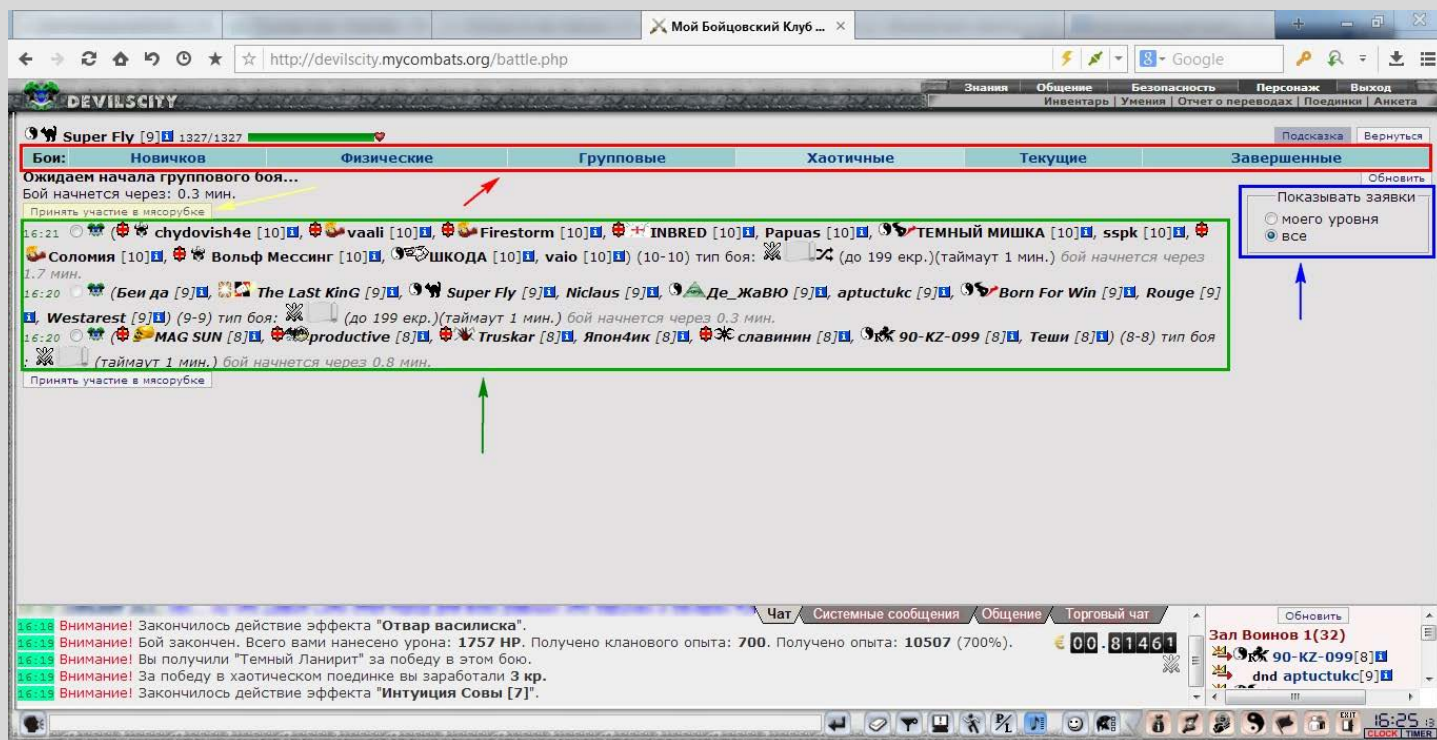 Мой Бойцовский Клуб ...
http://devilscity.mycombats.org/battle.php
Google
DEVILSCITY
Знания Общение Безопасность Персонаж Выход
Инвентарь | Умения | Отчет о переводах | Поединки | Анкета
Super Fly [9] 1327/1327
Подсказка Вернуться
Бои: Новичков Физические Групповые Хаотичные Текущие Завершенные
Ожидаем начала группового боя...
Обновить
Бой начнется через: 0.3 мин.
Принять участие в мясорубке
Показывать заявки
моего уровня
все
16:21 ( chydovish4e [10], vaali [10], Firestorm [10], INBRED [10], Papuas [10], ТЕМНЫЙ МИШКА [10], sspk [10],
Соломия [10], Вольф Мессинг [10], ШКОДА [10], vaio [10]) (10-10) тип боя: (до 199 екр.)(таймаут 1 мин.) бой начнется через
1.7 мин.
16:20 (Беи да [9], The LaSt KinG [9], Super Fly [9], Niclaus [9], Де_ЖаВЮ [9], aptuctukc [9], Born For Win [9], Rouge [9]
, Westarest [9]) (9-9) тип боя: (до 199 екр.)(таймаут 1 мин.) бой начнется через 0.3 мин.
16:20 ( MAG SUN [8], productive [8], Truskar [8], Япон4ик [8], славинин [8], 90-KZ-099 [8], Теши [8]) (8-8) тип боя
: (таймаут 1 мин.) бой начнется через 0.8 мин.
Принять участие в мясорубке
Чат Системные сообщения Общение Торговый чат
16:18 Внимание! Закончилось действие эффекта "Отвар василиска".
16:19 Внимание! Бой закончен. Всего вами нанесено урона: 1757 HP. Получено кланового опыта: 700. Получено опыта: 10507 (700%).
16:19 Внимание! Вы получили "Темный Ланирит" за победу в этом бою.
16:19 Внимание! За победу в хаотическом поединке вы заработали 3 кр.
16:19 Внимание! Закончилось действие эффекта "Интуиция Совы [7]".
€ 00.81461
Обновить
Зал Воинов 1(32)
90-KZ-099[8]
dnd aptuctukc[9]
P/L
EXIT
16:25 13
CLOCK TIMER